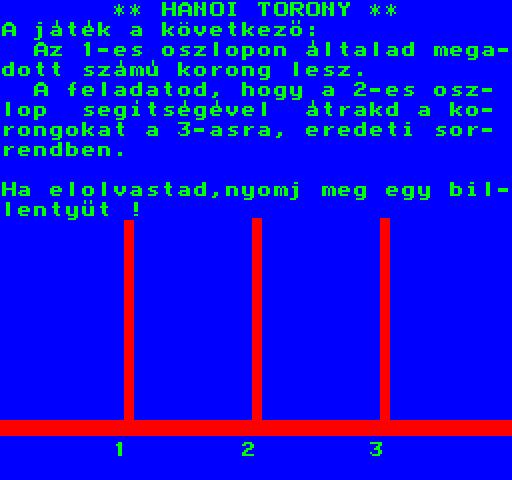 ** HANOI TORONY **
A játék a következö:
Az 1-es oszlopon általad mega-
dott számú korong lesz.
A feladatod, hogy a 2-es osz-
lop segítségével átrakd a ko-
rongokat a 3-asra, eredeti sor-
rendben.
Ha elolvastad,nyomj meg egy bil-
lentyüt !
1 2 3